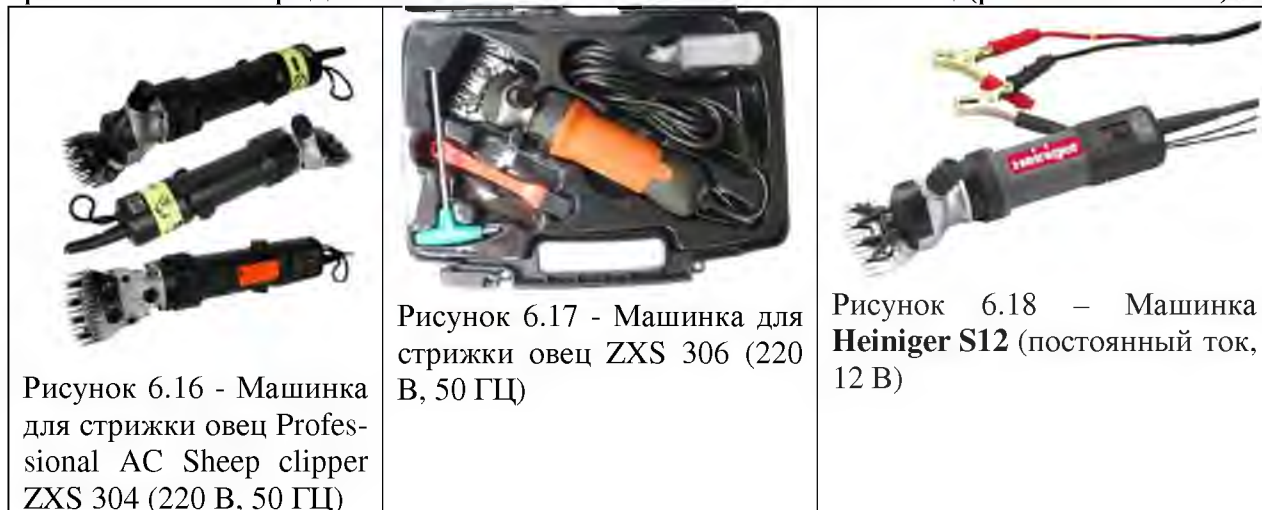 Heiniger
Рисунок 6.16 - Машинка
для стрижки овец Profes-
sional AC Sheep clipper
ZXS 304 (220 В, 50 ГЦ)
Рисунок 6.17 - Машинка для
стрижки овец ZXS 306 (220
В, 50 ГЦ)
Рисунок 6.18 – Машинка
Heiniger S12 (постоянный ток,
12 В)